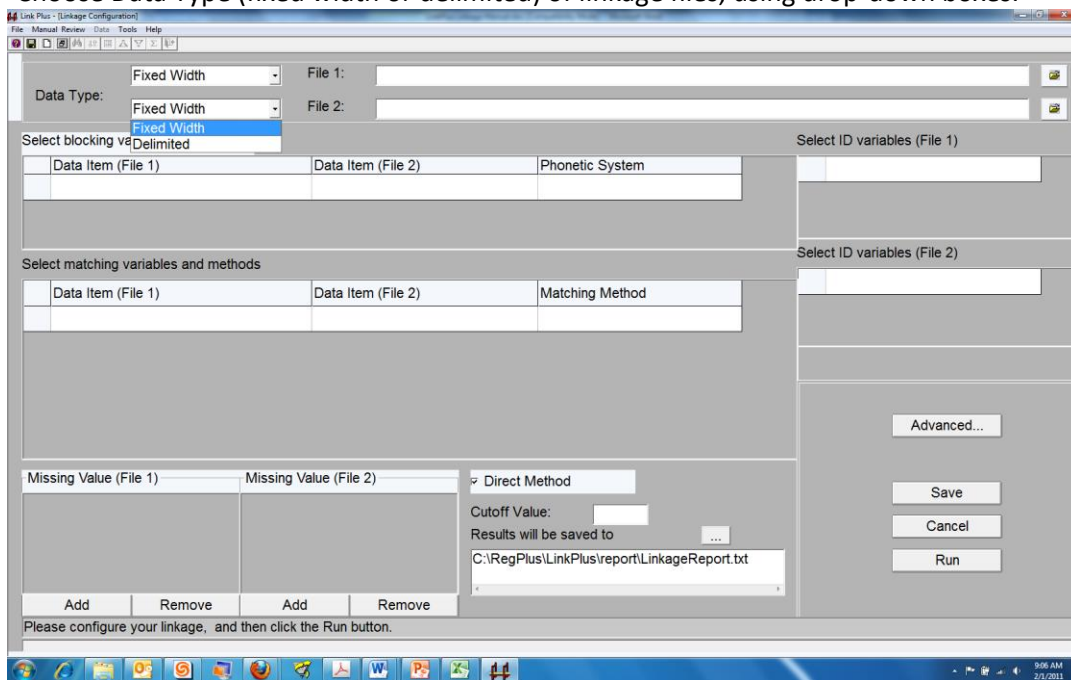 Choose Data Type (fixed width or delimited) of linkage files, using drop-down boxes.
Link Plus - [Linkage Configuration]
File Manual Review Data Tools Help
Data Type:
Fixed Width
File 1:
Fixed Width
File 2:
Fixed Width
Delimited
Select blocking va
Select ID variables (File 1)
Data Item (File 1) Data Item (File 2) Phonetic System
Select matching variables and methods
Select ID variables (File 2)
Data Item (File 1) Data Item (File 2) Matching Method
Advanced...
Missing Value (File 1) Missing Value (File 2)
Direct Method
Cutoff Value:
Results will be saved to ...
C:\RegPlus\LinkPlus\report\LinkageReport.txt
Save
Cancel
Run
Add Remove Add Remove
Please configure your linkage, and then click the Run button.
9:06 AM
2/1/2011